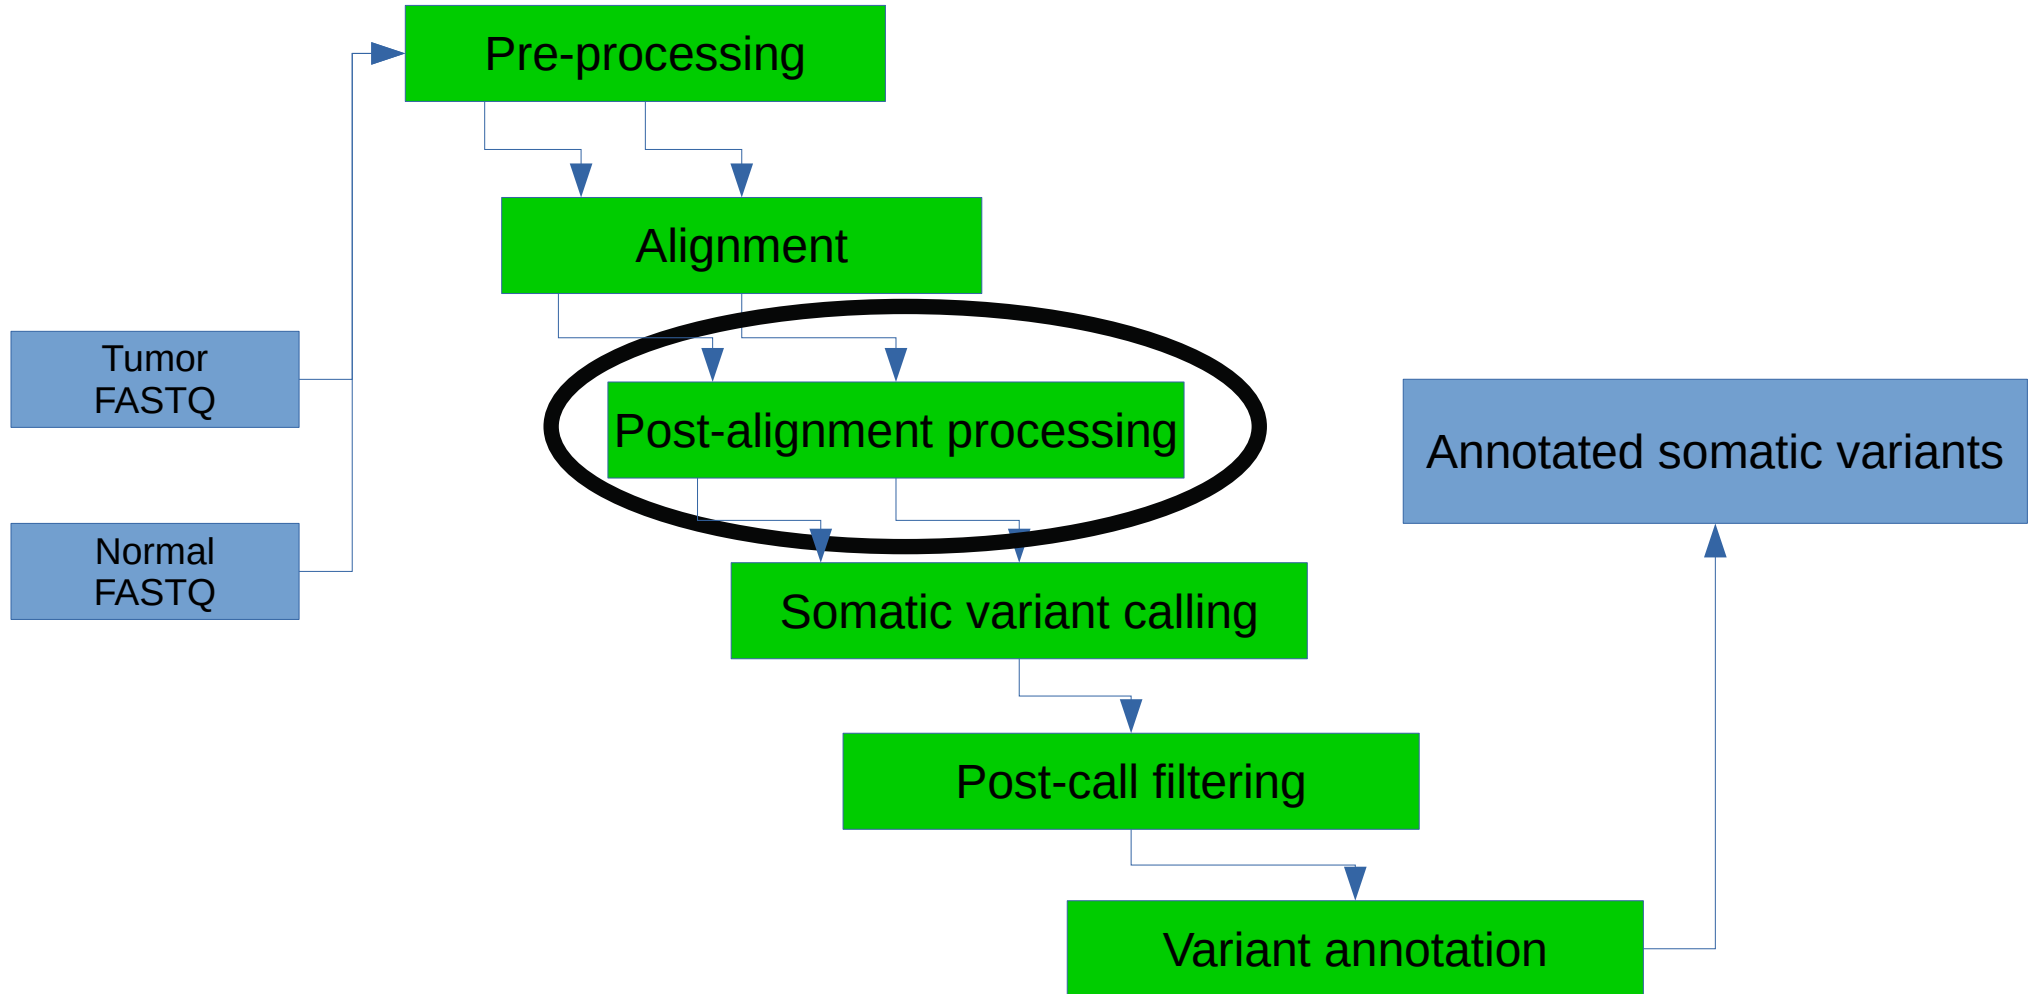 Pre-processing
Alignment
Tumor
FASTQ
Post-alignment processing
Annotated somatic variants
Normal
FASTQ
Somatic variant calling
Post-call filtering
Variant annotation